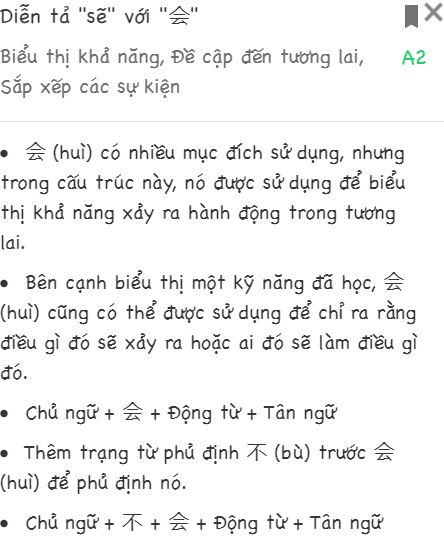 Diễn tả "sẽ" với "会"
Biểu thị khả năng, Đề cập đến tương lai, A2
Sắp xếp các sự kiện
• 会 (huì) có nhiều mục đích sử dụng, nhưng
trong cấu trúc này, nó được sử dụng để biểu
thị khả năng xảy ra hành động trong tương
lai.
• Bên cạnh biểu thị một kỹ năng đã học, 会
(huì) cũng có thể được sử dụng để chỉ ra rằng
điều gì đó sẽ xảy ra hoặc ai đó sẽ làm điều gì
đó.
• Chủ ngữ + 会 + Động từ + Tân ngữ
• Thêm trạng từ phủ định 不 (bù) trước 会
(huì) để phủ định nó.
• Chủ ngữ + 不 + 会 + Động từ + Tân ngữ